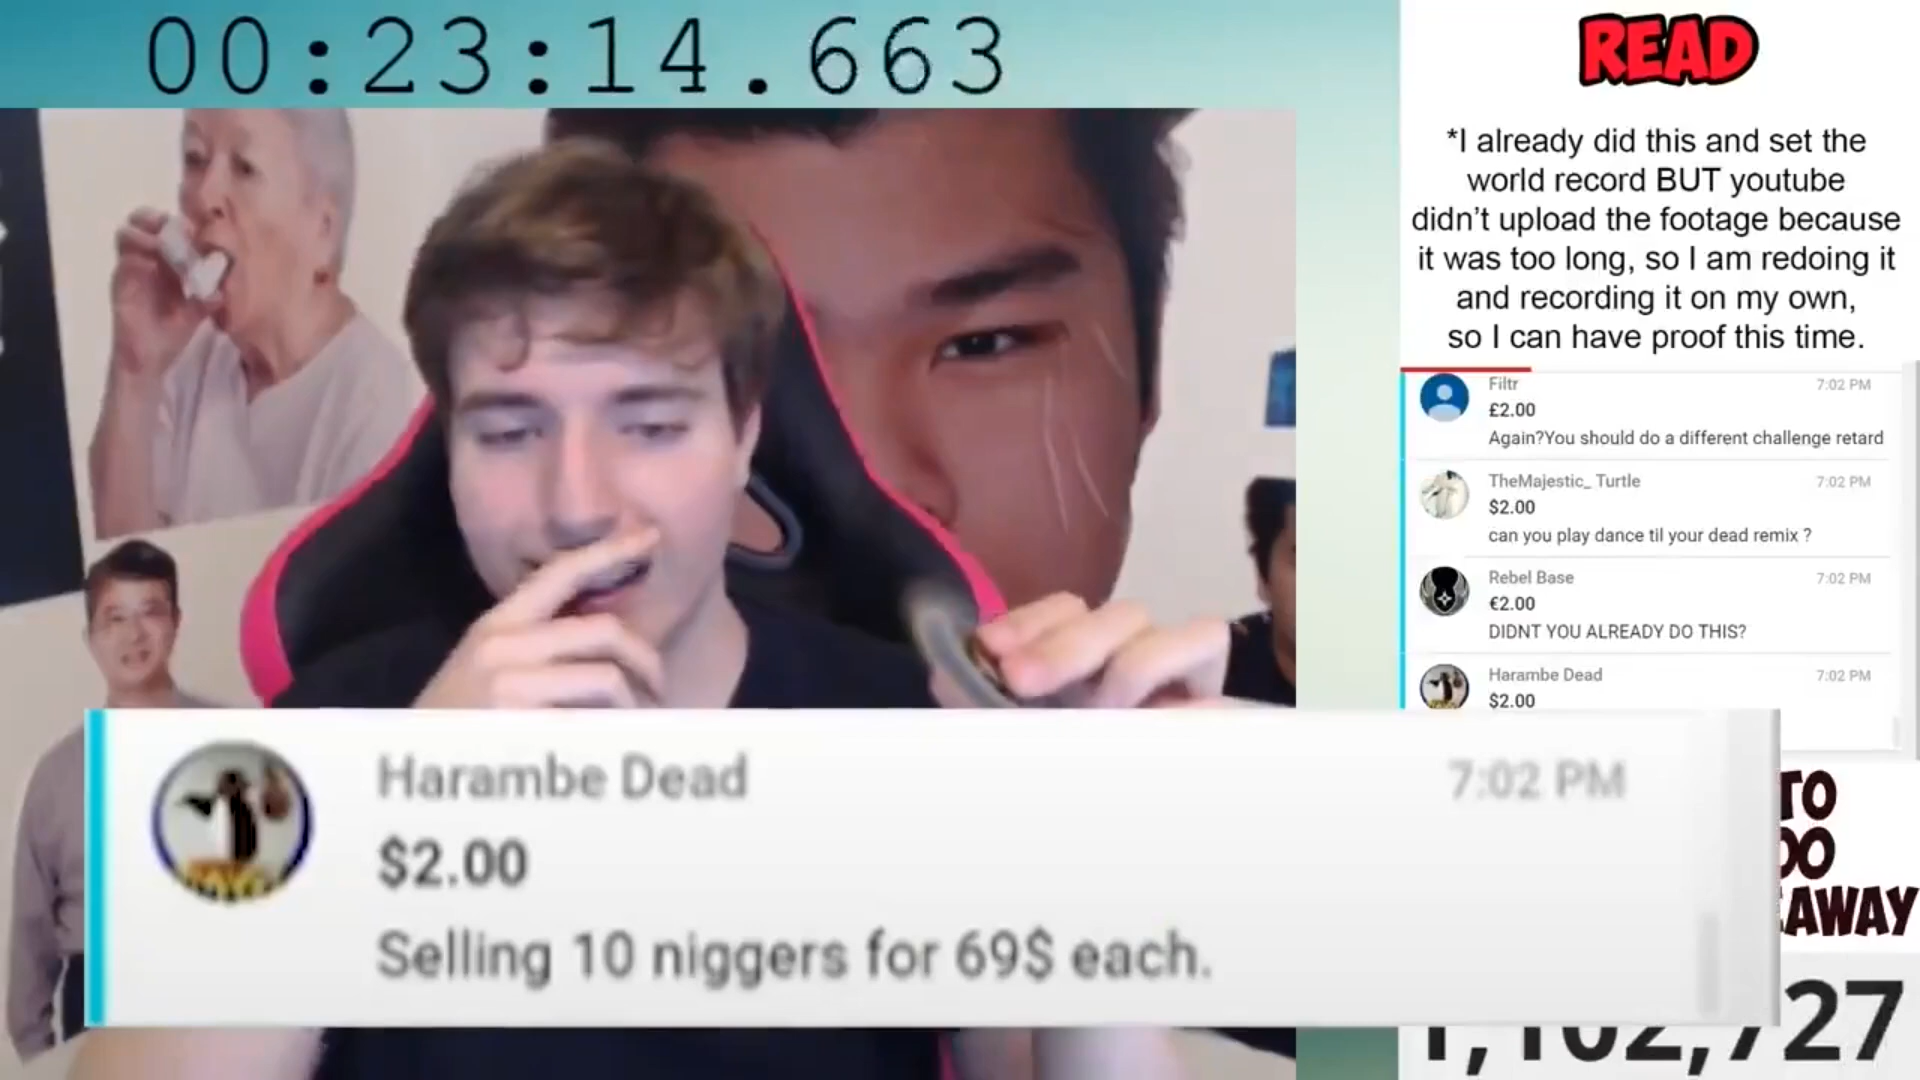 00:23:14.663
READ
*I already did this and set the
world record BUT youtube
didn't upload the footage because
it was too long, so I am redoing it
and recording it on my own,
so I can have proof this time.
Filtr 7:02 PM
£2.00
Again?You should do a different challenge retard
TheMajestic_ Turtle 7:02 PM
$2.00
can you play dance til your dead remix ?
Rebel Base 7:02 PM
€2.00
DIDNT YOU ALREADY DO THIS?
Harambe Dead 7:02 PM
$2.00
Harambe Dead 7:02 PM
$2.00
Selling 10 niggers for 69$ each.
TO
AWAY